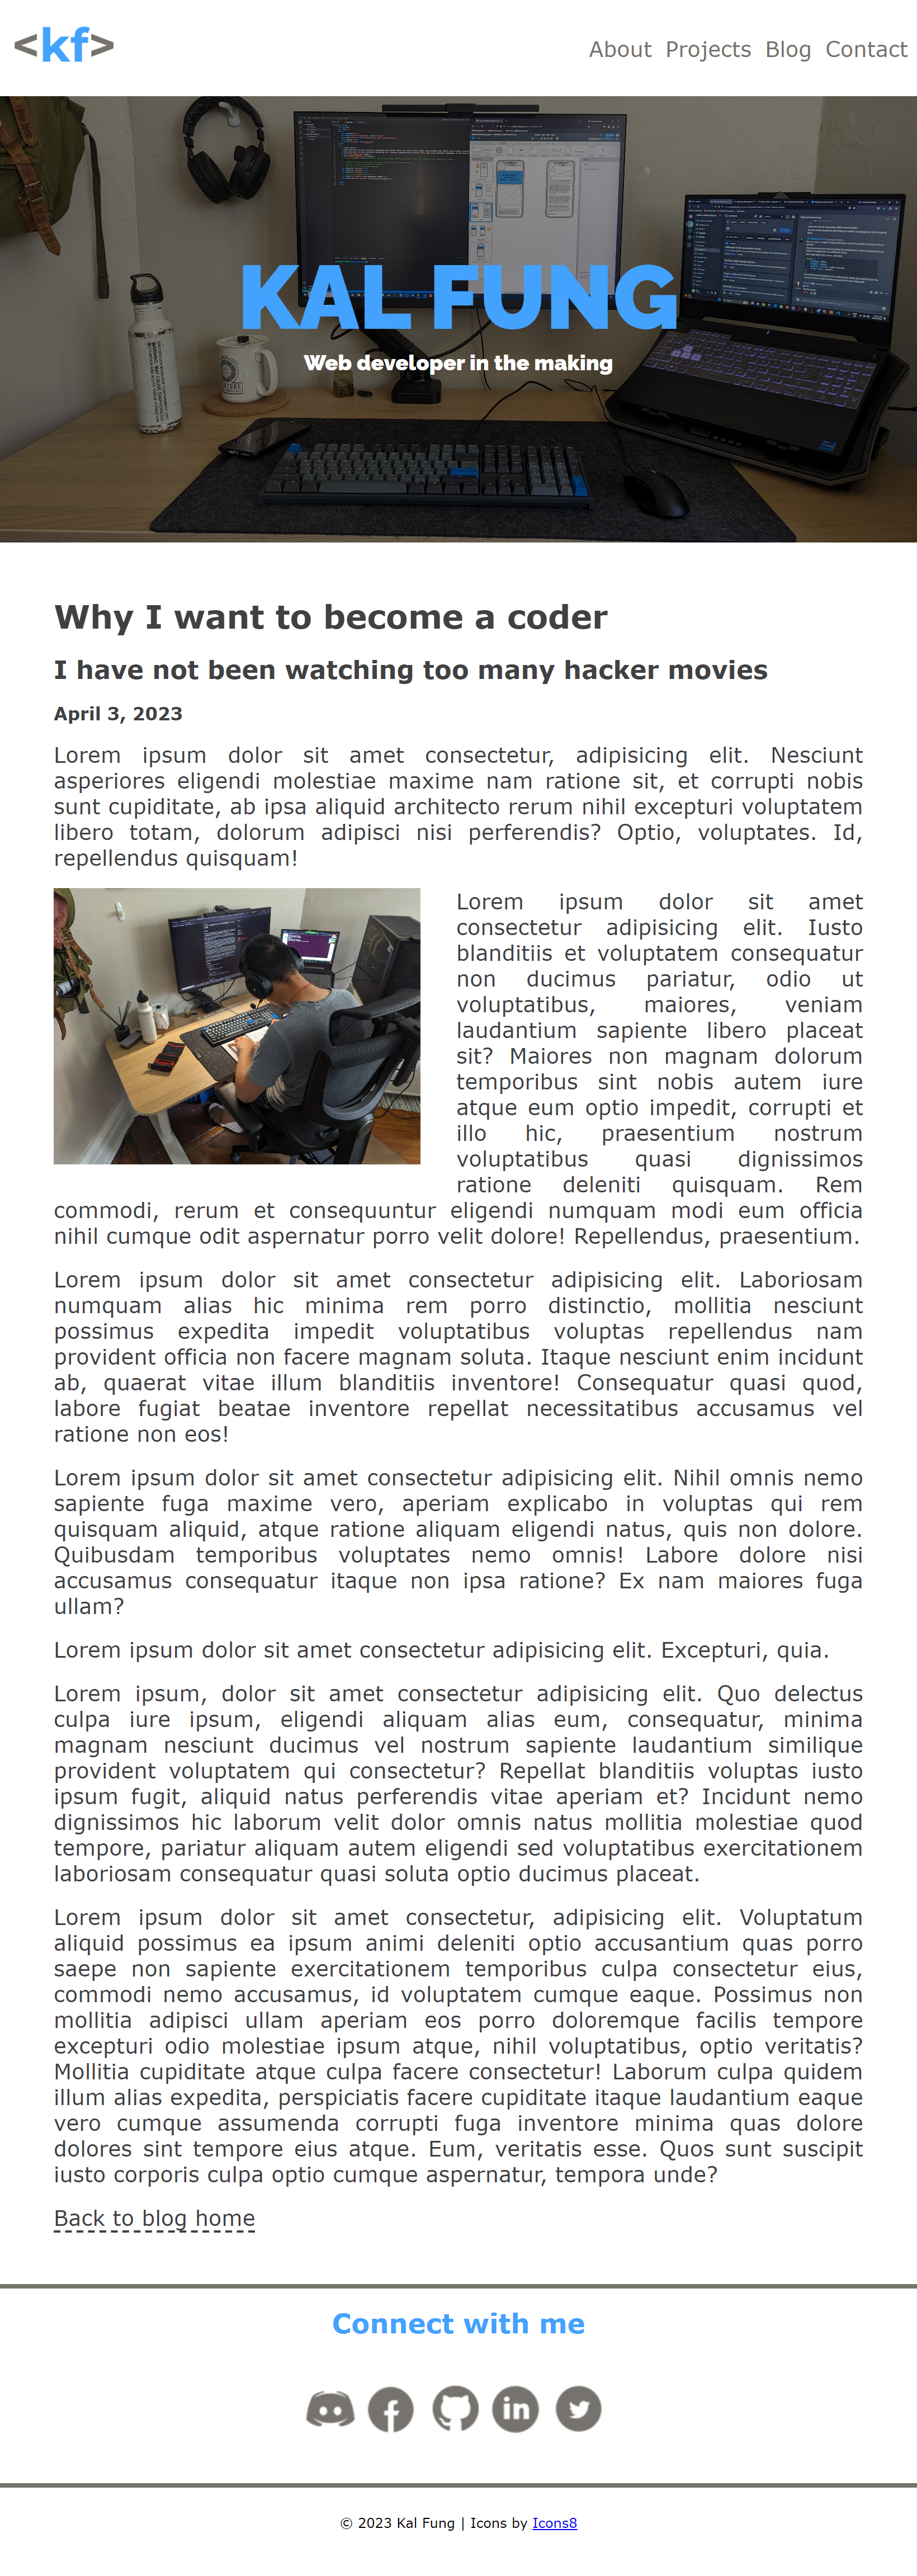 <kf>
About Projects Blog Contact
KAL FUNG
Web developer in the making
Why I want to become a coder
I have not been watching too many hacker movies
April 3, 2023
Lorem ipsum dolor sit amet consectetur, adipisicing elit. Nesciunt
asperiores eligendi molestiae maxime nam ratione sit, et corrupti nobis
sunt cupiditate, ab ipsa aliquid architecto rerum nihil excepturi voluptatem
libero totam, dolorum adipisci nisi perferendis? Optio, voluptates. Id,
repellendus quisquam!
Lorem ipsum dolor sit amet
consectetur adipisicing elit. Iusto
blanditiis et voluptatem consequatur
non ducimus pariatur, odio ut
voluptatibus, maiores, veniam
laudantium sapiente libero placeat
sit? Maiores non magnam dolorum
temporibus sint nobis autem iure
atque eum optio impedit, corrupti et
illo hic, praesentium nostrum
voluptatibus quasi dignissimos
ratione deleniti quisquam. Rem
commodi, rerum et consequuntur eligendi numquam modi eum officia
nihil cumque odit aspernatur porro velit dolore! Repellendus, praesentium.
Lorem ipsum dolor sit amet consectetur adipisicing elit. Laboriosam
numquam alias hic minima rem porro distinctio, mollitia nesciunt
possimus expedita impedit voluptatibus voluptas repellendus nam
provident officia non facere magnam soluta. Itaque nesciunt enim incidunt
ab, quaerat vitae illum blanditiis inventore! Consequatur quasi quod,
labore fugiat beatae inventore repellat necessitatibus accusamus vel
ratione non eos!
Lorem ipsum dolor sit amet consectetur adipisicing elit. Nihil omnis nemo
sapiente fuga maxime vero, aperiam explicabo in voluptas qui rem
quisquam aliquid, atque ratione aliquam eligendi natus, quis non dolore.
Quibusdam temporibus voluptates nemo omnis! Labore dolore nisi
accusamus consequatur itaque non ipsa ratione? Ex nam maiores fuga
ullam?
Lorem ipsum dolor sit amet consectetur adipisicing elit. Excepturi, quia.
Lorem ipsum, dolor sit amet consectetur adipisicing elit. Quo delectus
culpa iure ipsum, eligendi aliquam alias eum, consequatur, minima
magnam nesciunt ducimus vel nostrum sapiente laudantium similique
provident voluptatem qui consectetur? Repellat blanditiis voluptas iusto
ipsum fugit, aliquid natus perferendis vitae aperiam et? Incidunt nemo
dignissimos hic laborum velit dolor omnis natus mollitia molestiae quod
tempore, pariatur aliquam autem eligendi sed voluptatibus exercitationem
laboriosam consequatur quasi soluta optio ducimus placeat.
Lorem ipsum dolor sit amet consectetur, adipisicing elit. Voluptatum
aliquid possimus ea ipsum animi deleniti optio accusantium quas porro
saepe non sapiente exercitationem temporibus culpa consectetur eius,
commodi nemo accusamus, id voluptatem cumque eaque. Possimus non
mollitia adipisci ullam aperiam eos porro doloremque facilis tempore
excepturi odio molestiae ipsum atque, nihil voluptatibus, optio veritatis?
Mollitia cupiditate atque culpa facere consectetur! Laborum culpa quidem
illum alias expedita, perspiciatis facere cupiditate itaque laudantium eaque
vero cumque assumenda corrupti fuga inventore minima quas dolore
dolores sint tempore eius atque. Eum, veritatis esse. Quos sunt suscipit
iusto corporis culpa optio cumque aspernatur, tempora unde?
Back to blog home
Connect with me
© 2023 Kal Fung | Icons by Icons8